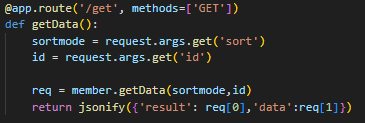 @app.route('/get', methods=['GET'])
def getData():
    sortmode = request.args.get('sort')
    id = request.args.get('id')

    req = member.getData(sortmode,id)
    return jsonify({'result': req[0],'data':req[1]})